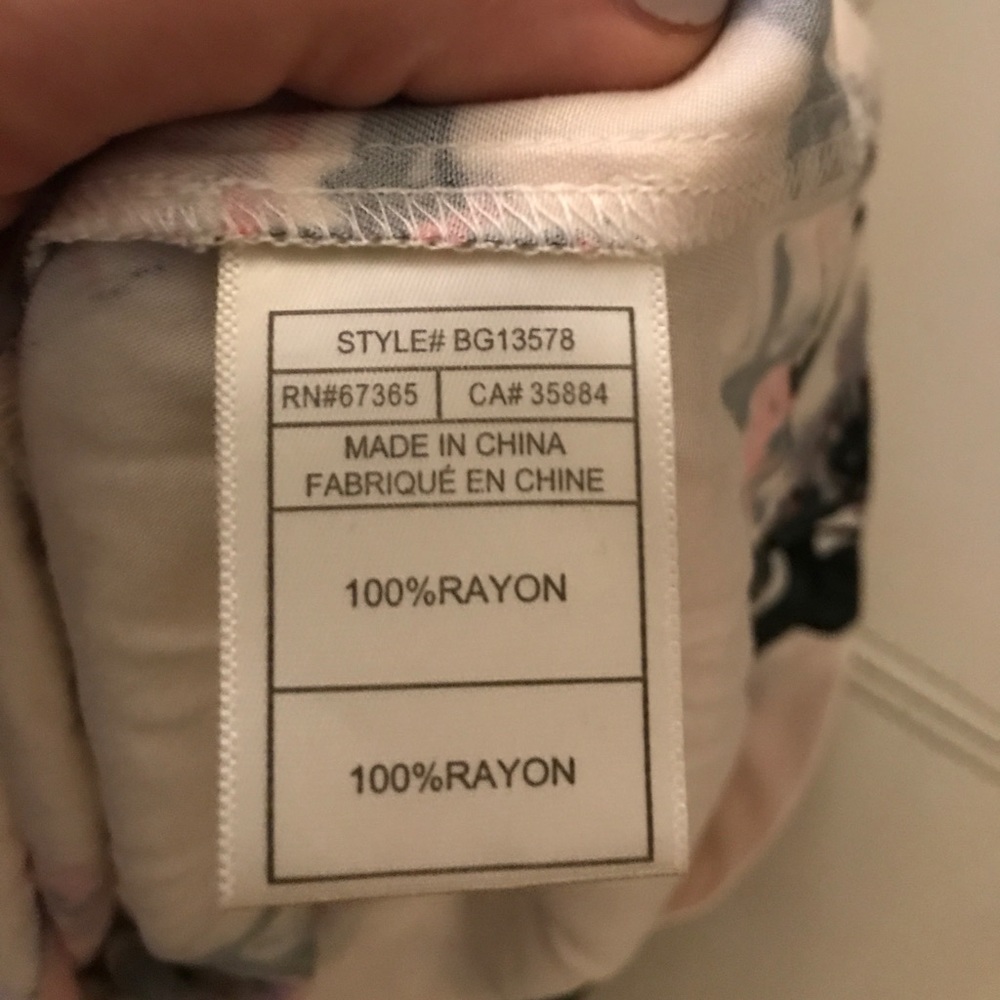 STYLE# BG13578
RN#67365 CA# 35884
MADE IN CHINA
FABRIQUÉ EN CHINE
100%RAYON
100%RAYON